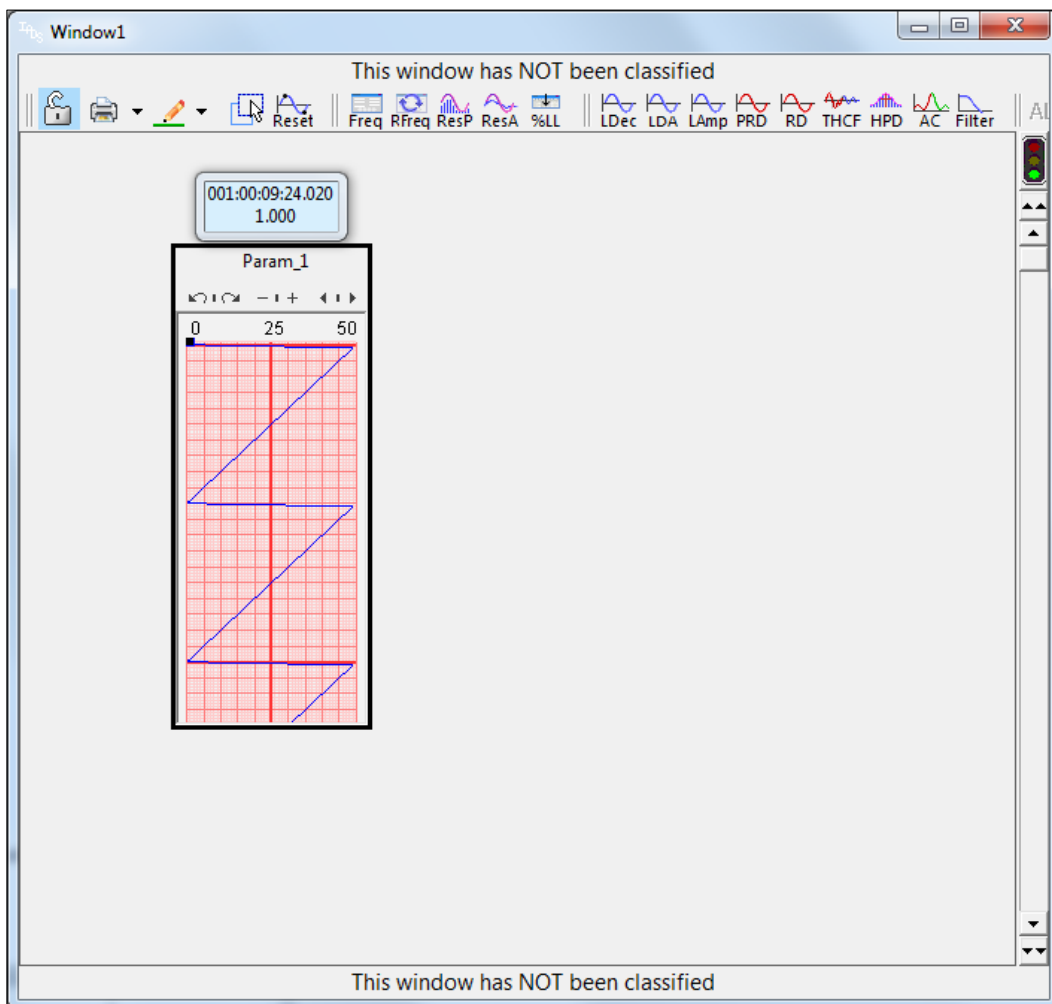 IADS Window1
This window has NOT been classified
Reset Freq RFreq ResP ResA %LL LDec LDA LAmp PRD RD THCF HPD AC Filter AL
001:00:09:24.020
1.000
Param_1
0 25 50
This window has NOT been classified